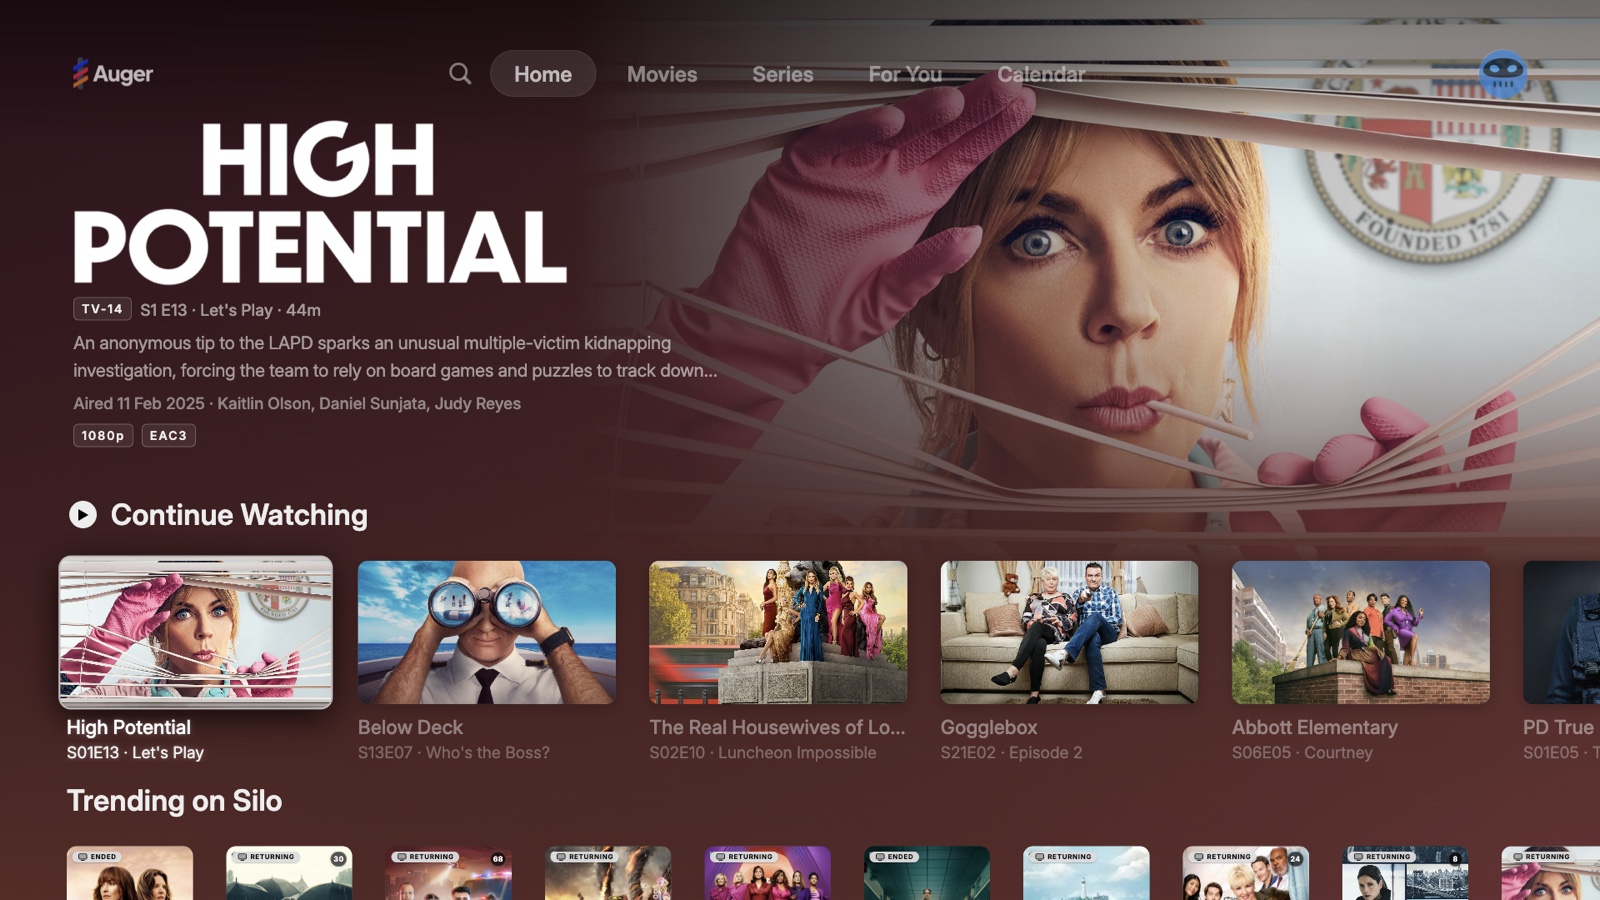 Auger
Home
Movies
Series
For You
Calendar
HIGH
POTENTIAL
FOUNDED 1781
TV-14 S1 E13 · Let's Play · 44m
An anonymous tip to the LAPD sparks an unusual multiple-victim kidnapping
investigation, forcing the team to rely on board games and puzzles to track down...
Aired 11 Feb 2025 · Kaitlin Olson, Daniel Sunjata, Judy Reyes
1080p EAC3
Continue Watching
High Potential
S01E13 · Let's Play
Below Deck
S13E07 · Who's the Boss?
The Real Housewives of Lo...
S02E10 · Luncheon Impossible
Gogglebox
S21E02 · Episode 2
Abbott Elementary
S06E05 · Courtney
PD True
S01E05 · T
Trending on Silo
ENDED
RETURNING 30
RETURNING 68
RETURNING
RETURNING
ENDED
RETURNING
RETURNING 24
RETURNING 8
RETURNING